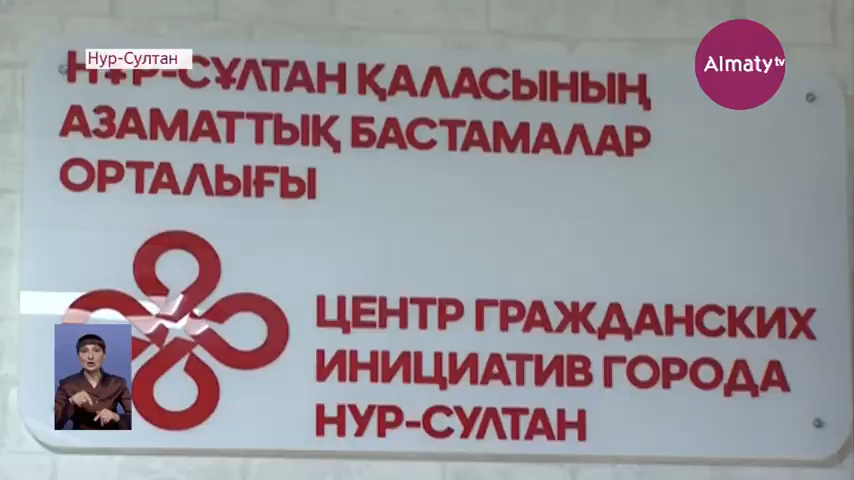 Нур-Султан
Almaty tv
НҰР-СҰЛТАН ҚАЛАСЫНЫҢ
АЗАМАТТЫҚ БАСТАМАЛАР
ОРТАЛЫҒЫ
ЦЕНТР ГРАЖДАНСКИХ
ИНИЦИАТИВ ГОРОДА
НУР-СУЛТАН